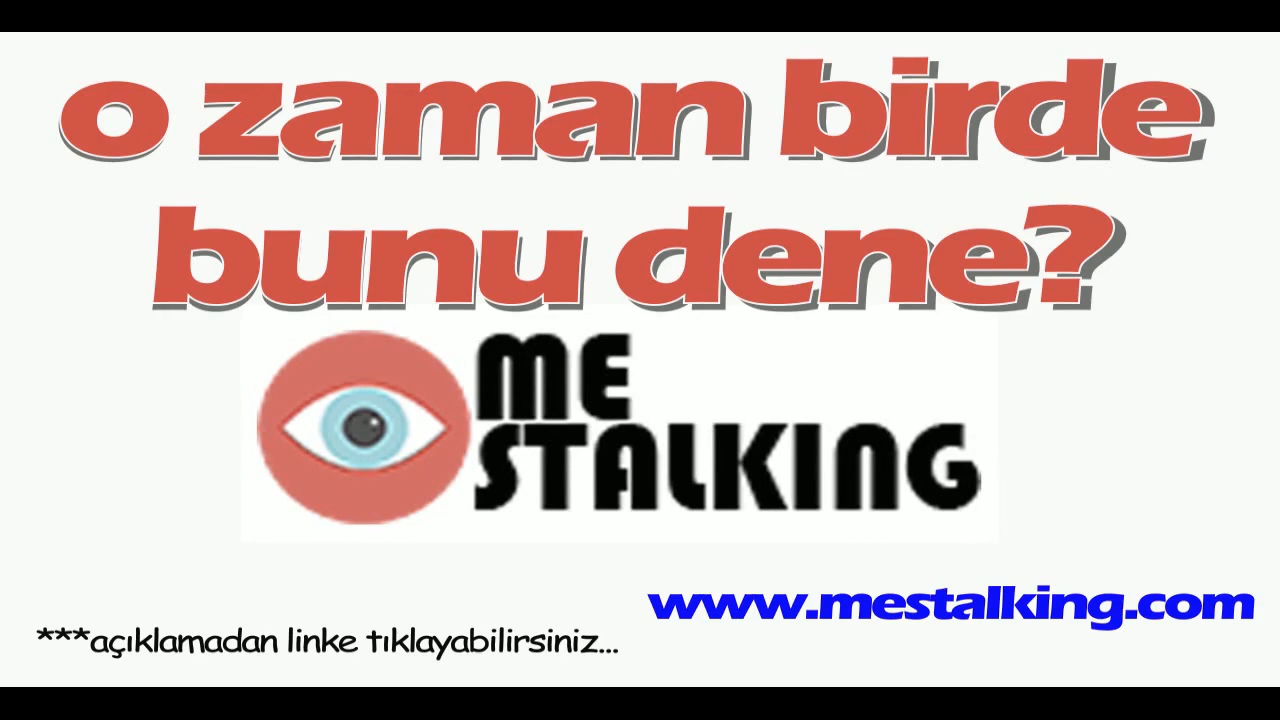 o zaman birde
bunu dene?
ME
STALKING
www.mestalking.com
***açıklamadan linke tıklayabilirsiniz...